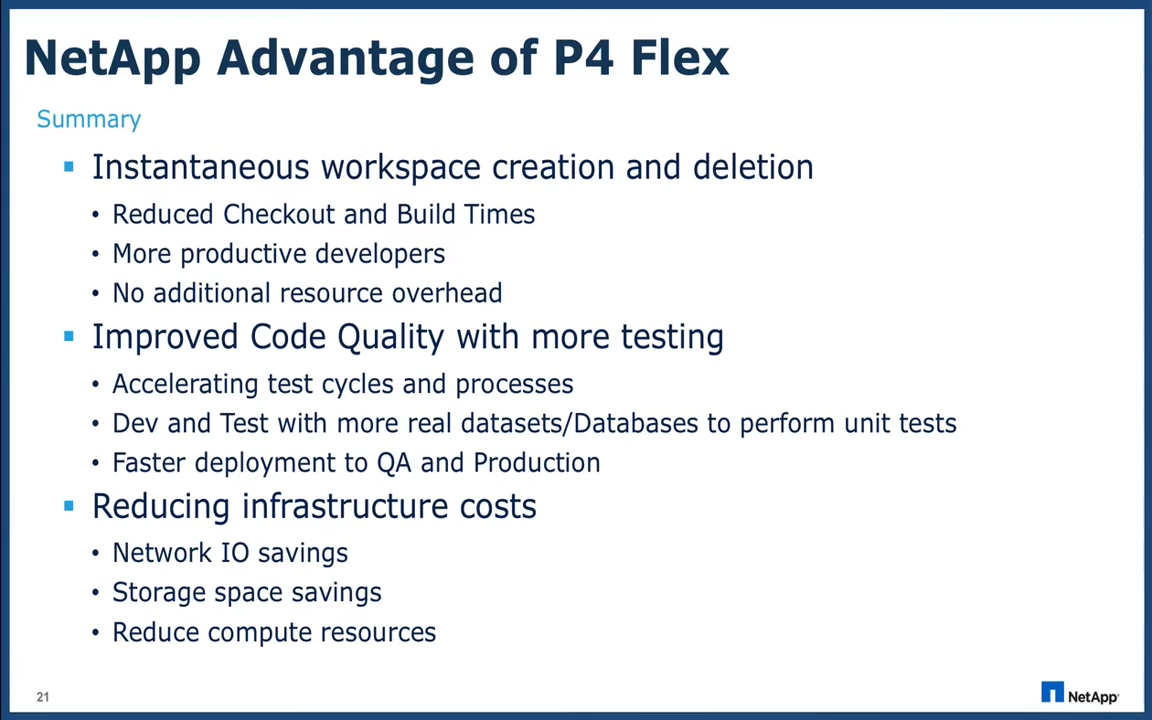 NetApp Advantage of P4 Flex
Summary
▪ Instantaneous workspace creation and deletion
• Reduced Checkout and Build Times
• More productive developers
• No additional resource overhead
▪ Improved Code Quality with more testing
• Accelerating test cycles and processes
• Dev and Test with more real datasets/Databases to perform unit tests
• Faster deployment to QA and Production
▪ Reducing infrastructure costs
• Network IO savings
• Storage space savings
• Reduce compute resources
21
NetApp